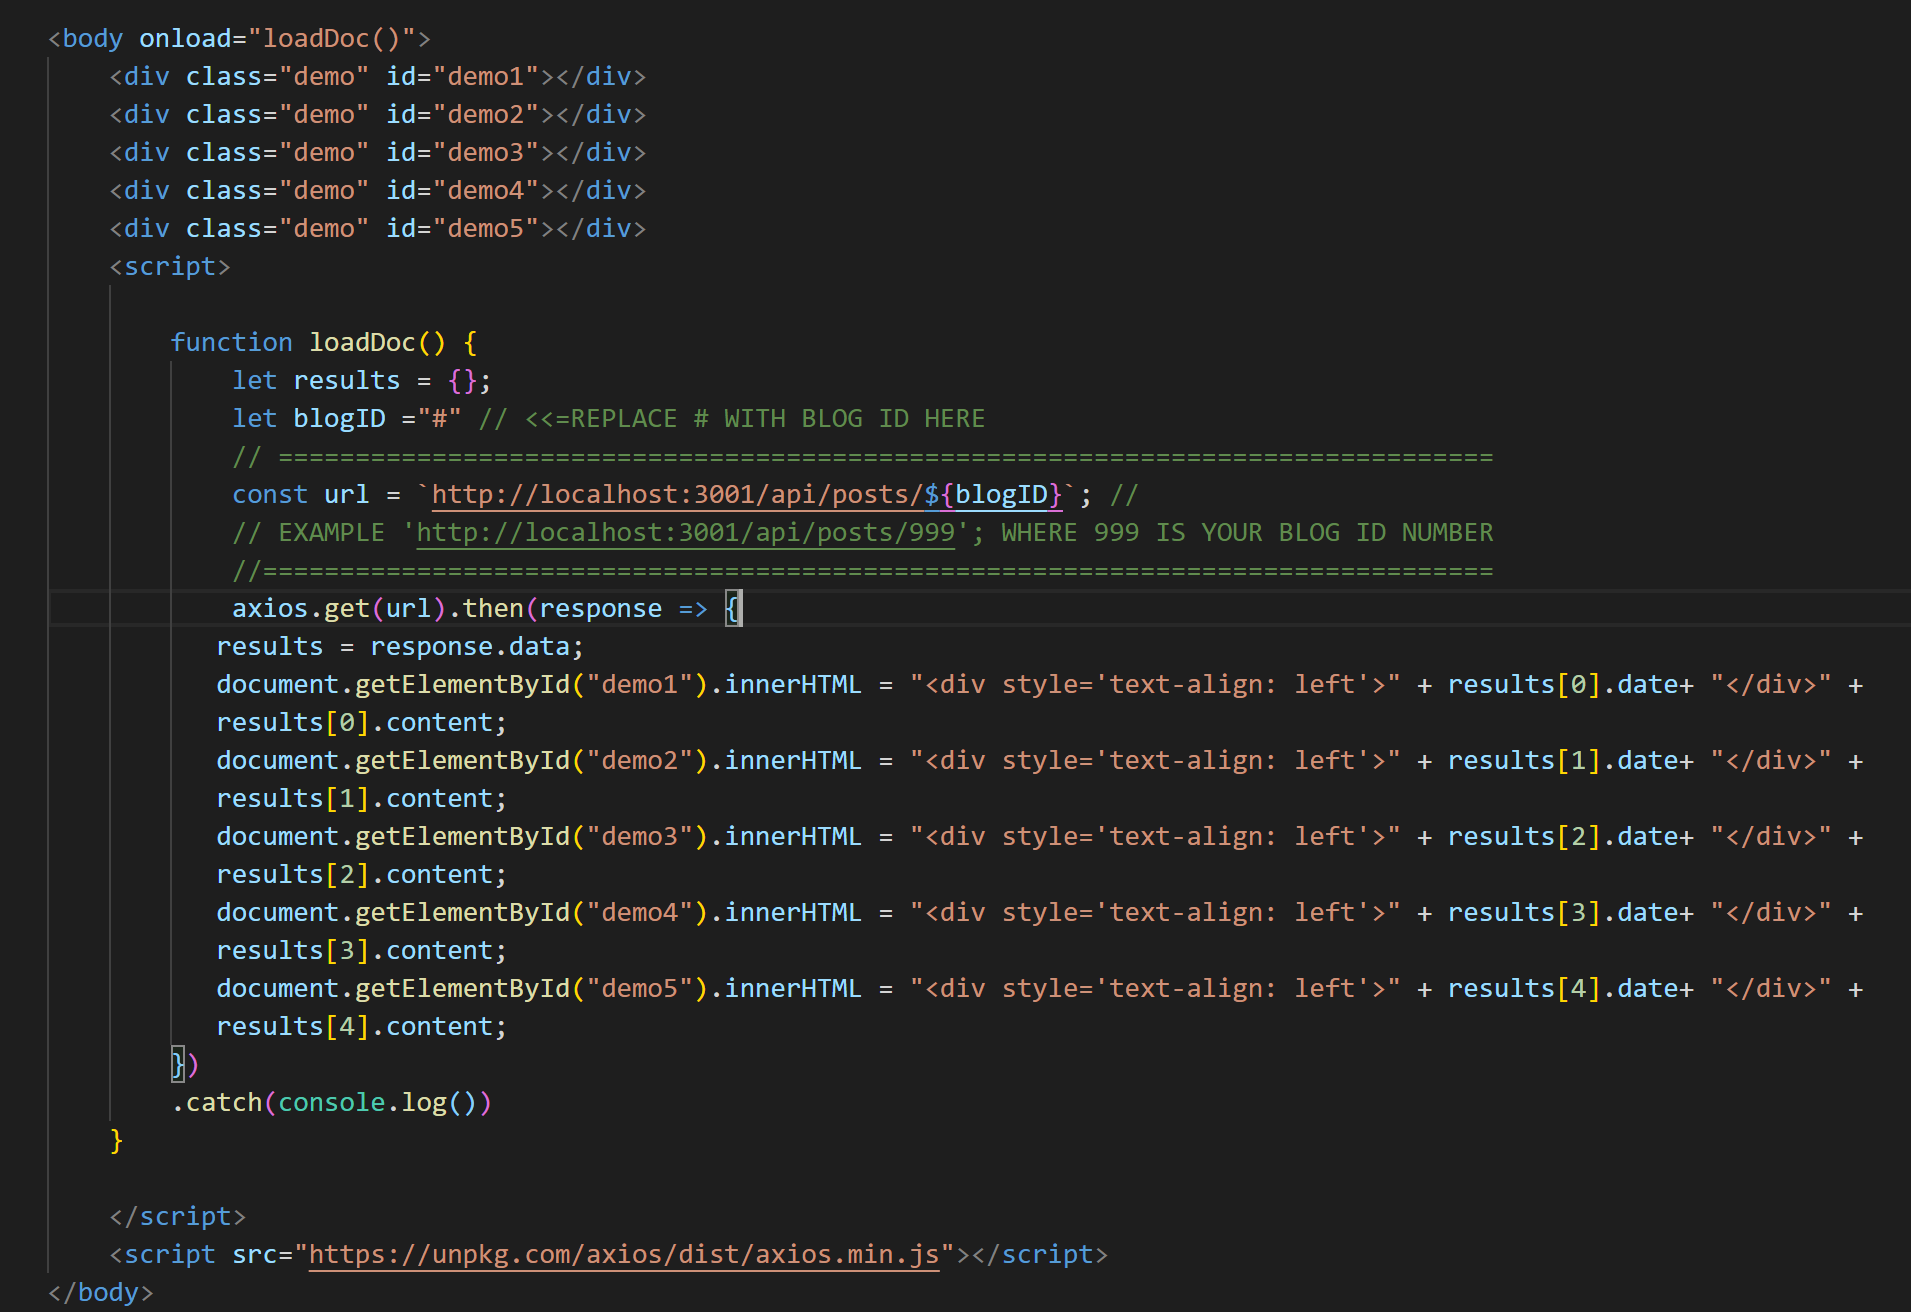 <body onload="loadDoc()">
<div class="demo" id="demo1"></div>
<div class="demo" id="demo2"></div>
<div class="demo" id="demo3"></div>
<div class="demo" id="demo4"></div>
<div class="demo" id="demo5"></div>
<script>
function loadDoc() {
let results = {};
let blogID ="#" // <<=REPLACE # WITH BLOG ID HERE
// ===============================================================================
const url = `http://localhost:3001/api/posts/${blogID}`; //
// EXAMPLE 'http://localhost:3001/api/posts/999'; WHERE 999 IS YOUR BLOG ID NUMBER
//================================================================================
axios.get(url).then(response => {
results = response.data;
document.getElementById("demo1").innerHTML = "<div style='text-align: left'>" + results[0].date+ "</div>" +
results[0].content;
document.getElementById("demo2").innerHTML = "<div style='text-align: left'>" + results[1].date+ "</div>" +
results[1].content;
document.getElementById("demo3").innerHTML = "<div style='text-align: left'>" + results[2].date+ "</div>" +
results[2].content;
document.getElementById("demo4").innerHTML = "<div style='text-align: left'>" + results[3].date+ "</div>" +
results[3].content;
document.getElementById("demo5").innerHTML = "<div style='text-align: left'>" + results[4].date+ "</div>" +
results[4].content;
})
.catch(console.log())
}
</script>
<script src="https://unpkg.com/axios/dist/axios.min.js"></script>
</body>